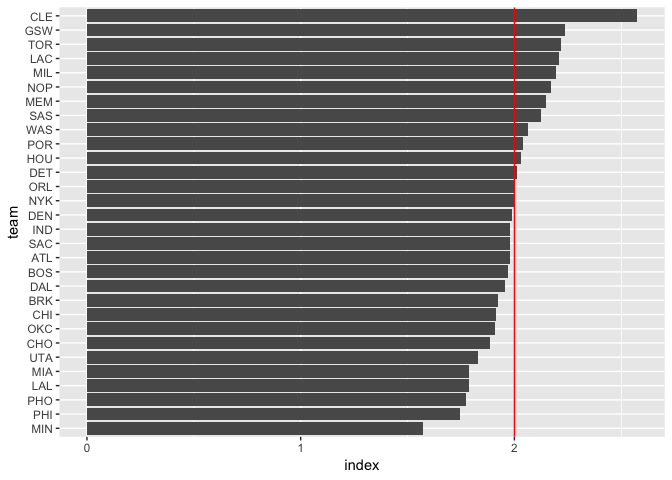 CLE
GSW
TOR
LAC
MIL
NOP
MEM
SAS
WAS
POR
HOU
DET
ORL
NYK
DEN
IND
SAC
ATL
BOS
DAL
BRK
CHI
OKC
CHO
UTA
MIA
LAL
PHO
PHI
MIN
team
0 1 2
index